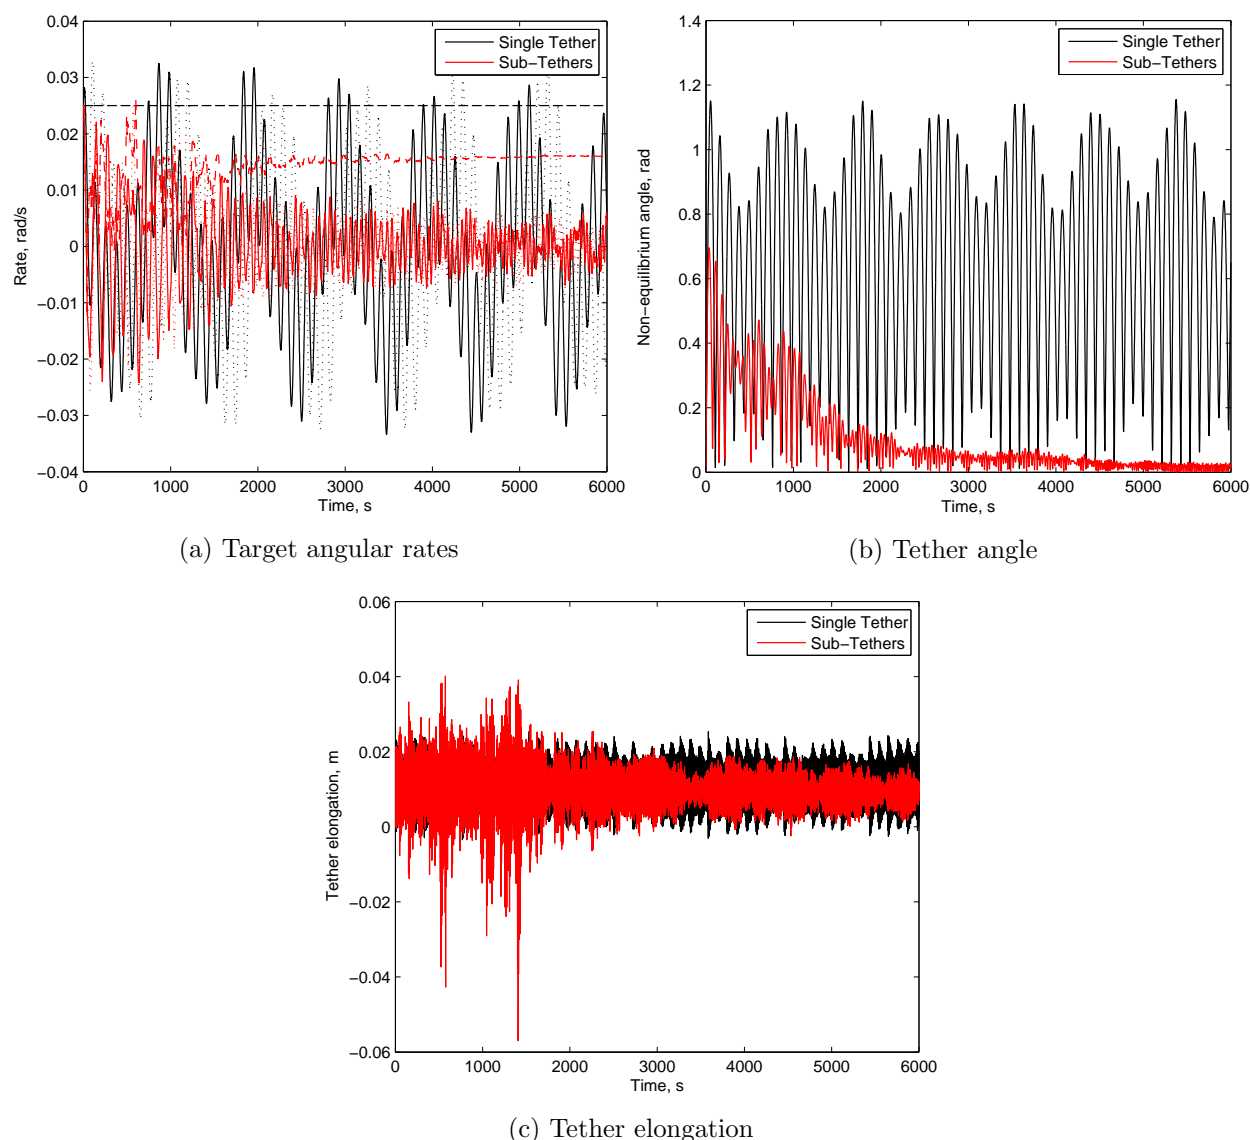 0.04
0.03
0.02
0.01
0
−0.01
−0.02
−0.03
−0.04
Rate, rad/s
Single Tether
Sub−Tethers
0 1000 2000 3000 4000 5000 6000
Time, s
(a) Target angular rates
1.4
1.2
1
0.8
0.6
0.4
0.2
0
Non−equilibrium angle, rad
Single Tether
Sub−Tethers
0 1000 2000 3000 4000 5000 6000
Time, s
(b) Tether angle
0.06
0.04
0.02
0
−0.02
−0.04
−0.06
Tether elongation, m
Single Tether
Sub−Tethers
0 1000 2000 3000 4000 5000 6000
Time, s
(c) Tether elongation